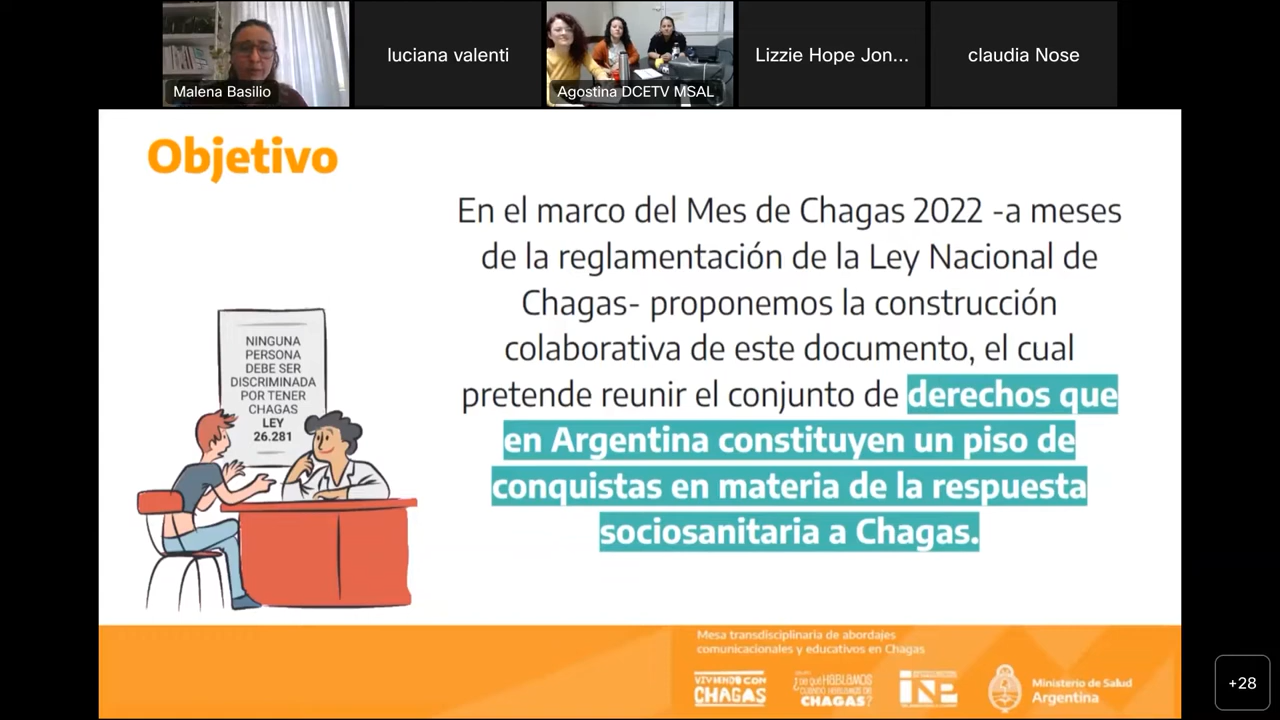 Malena Basilio
luciana valenti
Agostina DCETV MSAL
Lizzie Hope Jon...
claudia Nose
Objetivo
En el marco del Mes de Chagas 2022 -a meses
de la reglamentación de la Ley Nacional de
Chagas- proponemos la construcción
colaborativa de este documento, el cual
pretende reunir el conjunto de derechos que
en Argentina constituyen un piso de
conquistas en materia de la respuesta
sociosanitaria a Chagas.
NINGUNA
PERSONA
DEBE SER
DISCRIMINADA
POR TENER
CHAGAS
LEY
26.281
Mesa transdisciplinaria de abordajes
comunicacionales y educativos en Chagas
VIVIENDO CON
CHAGAS
¿De qué HABLAMOS
CUANDO HABLAMOS DE
CHAGAS?
INP
Ministerio de Salud
Argentina
+28